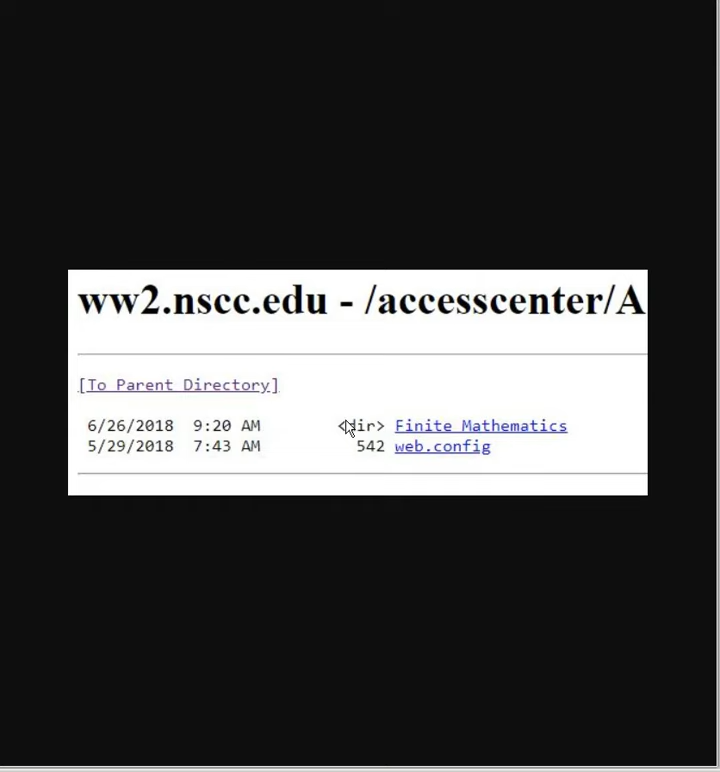 ww2.nscc.edu - /accesscenter/A
[To Parent Directory]
6/26/2018 9:20 AM <dir> Finite Mathematics
5/29/2018 7:43 AM 542 web.config